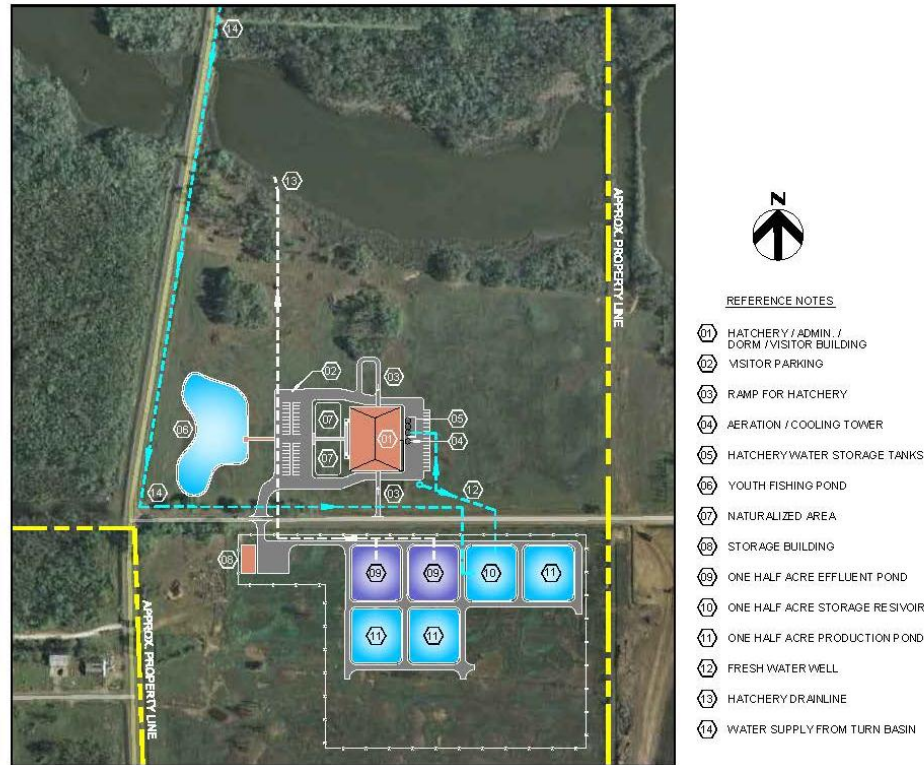 14
13
APPROX. PROPERTY LINE
02
03
07
05
01
04
06
07
03
12
14
08
09
09
10
11
11
11
APPROX. PROPERTY LINE
N
REFERENCE NOTES
01 HATCHERY / ADMIN. /
DORM / VISITOR BUILDING
02 VISITOR PARKING
03 RAMP FOR HATCHERY
04 AERATION / COOLING TOWER
05 HATCHERY WATER STORAGE TANKS
06 YOUTH FISHING POND
07 NATURALIZED AREA
08 STORAGE BUILDING
09 ONE HALF ACRE EFFLUENT POND
10 ONE HALF ACRE STORAGE RESIVOIR
11 ONE HALF ACRE PRODUCTION POND
12 FRESH WATER WELL
13 HATCHERY DRAINLINE
14 WATER SUPPLY FROM TURN BASIN